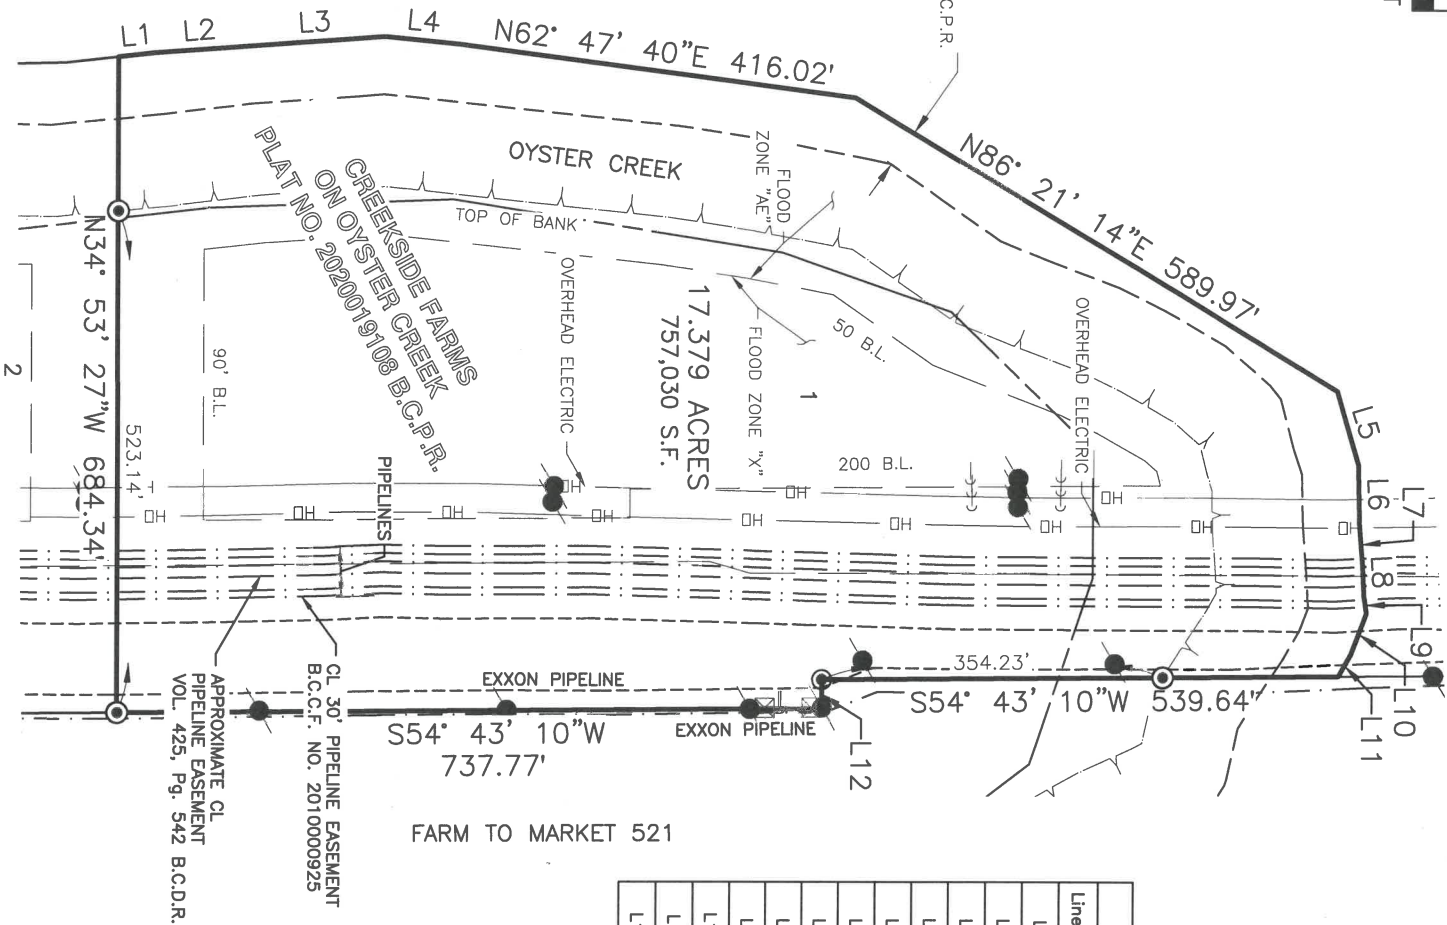 C.P.R.
T
L1
L2
L3
L4
N62° 47' 40"E 416.02'
N86° 21' 14"E 589.97'
OYSTER CREEK
TOP OF BANK
FLOOD
ZONE "AE"
FLOOD ZONE "X"
CREEKSIDE FARMS
ON OYSTER CREEK
PLAT NO. 2020019108 B.C.P.R.
17.379 ACRES
757,030 S.F.
1
50 B.L.
200 B.L.
90' B.L.
OVERHEAD ELECTRIC
OVERHEAD ELECTRIC
N34° 53' 27"W 684.34'
523.14'
2
PIPELINES
OH
OH
OH
OH
OH
OH
OH
OH
OH
OH
OH
L5
L6
L7
L8
L9
L10
L11
L12
354.23'
S54° 43' 10"W 539.64'
EXXON PIPELINE
EXXON PIPELINE
S54° 43' 10"W
737.77'
CL 30' PIPELINE EASEMENT
B.C.C.F. NO. 2010000925
APPROXIMATE CL
PIPELINE EASEMENT
VOL. 425, Pg. 542 B.C.D.R.
FARM TO MARKET 521
Line
L
L
L
L
L
L
L
L
L
L
L
L